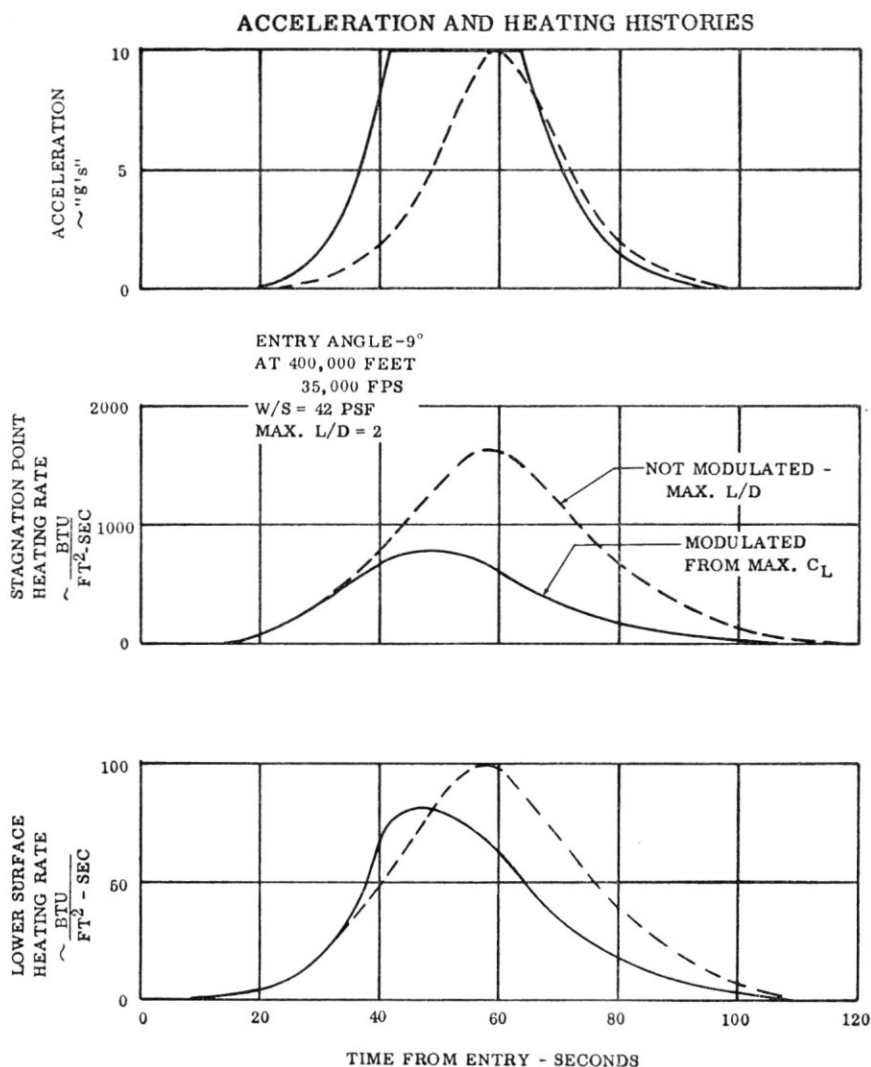 ACCELERATION AND HEATING HISTORIES
10
5
0
ACCELERATION
~"g's"
ENTRY ANGLE-9°
AT 400,000 FEET
35,000 FPS
W/S = 42 PSF
MAX. L/D = 2
2000
1000
0
STAGNATION POINT
HEATING RATE
~ BTU
FT²-SEC
NOT MODULATED -
MAX. L/D
MODULATED
FROM MAX. C_L
100
50
0
LOWER SURFACE
HEATING RATE
~ BTU
FT² - SEC
0 20 40 60 80 100 120
TIME FROM ENTRY - SECONDS